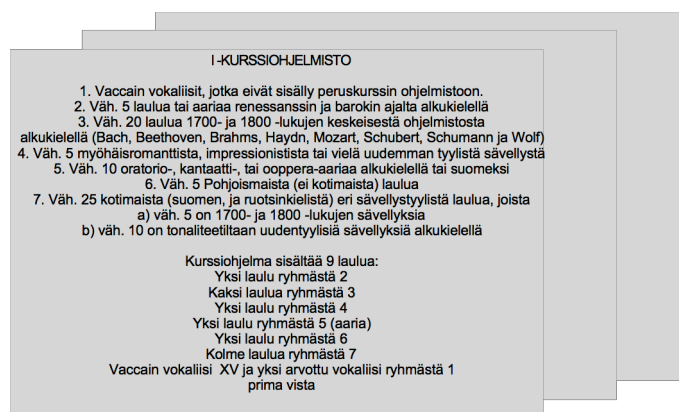 I -KURSSIOHJELMISTO
1. Vaccain vokaliisit, jotka eivät sisälly peruskurssin ohjelmistoon.
2. Väh. 5 laulua tai aariaa renessanssin ja barokin ajalta alkukielellä
3. Väh. 20 laulua 1700- ja 1800 -lukujen keskeisestä ohjelmistosta
alkukielellä (Bach, Beethoven, Brahms, Haydn, Mozart, Schubert, Schumann ja Wolf)
4. Väh. 5 myöhäisromanttista, impressionistista tai vielä uudemman tyylistä sävellystä
5. Väh. 10 oratorio-, kantaatti-, tai ooppera-aariaa alkukielellä tai suomeksi
6. Väh. 5 Pohjoismaista (ei kotimaista) laulua
7. Väh. 25 kotimaista (suomen, ja ruotsinkielistä) eri sävellystyylistä laulua, joista
a) väh. 5 on 1700- ja 1800 -lukujen sävellyksiä
b) väh. 10 on tonaliteetiltaan uudentyylisiä sävellyksiä alkukielellä
Kurssiohjelma sisältää 9 laulua:
Yksi laulu ryhmästä 2
Kaksi laulua ryhmästä 3
Yksi laulu ryhmästä 4
Yksi laulu ryhmästä 5 (aaria)
Yksi laulu ryhmästä 6
Kolme laulua ryhmästä 7
Vaccain vokaliisi XV ja yksi arvottu vokaliisi ryhmästä 1
prima vista